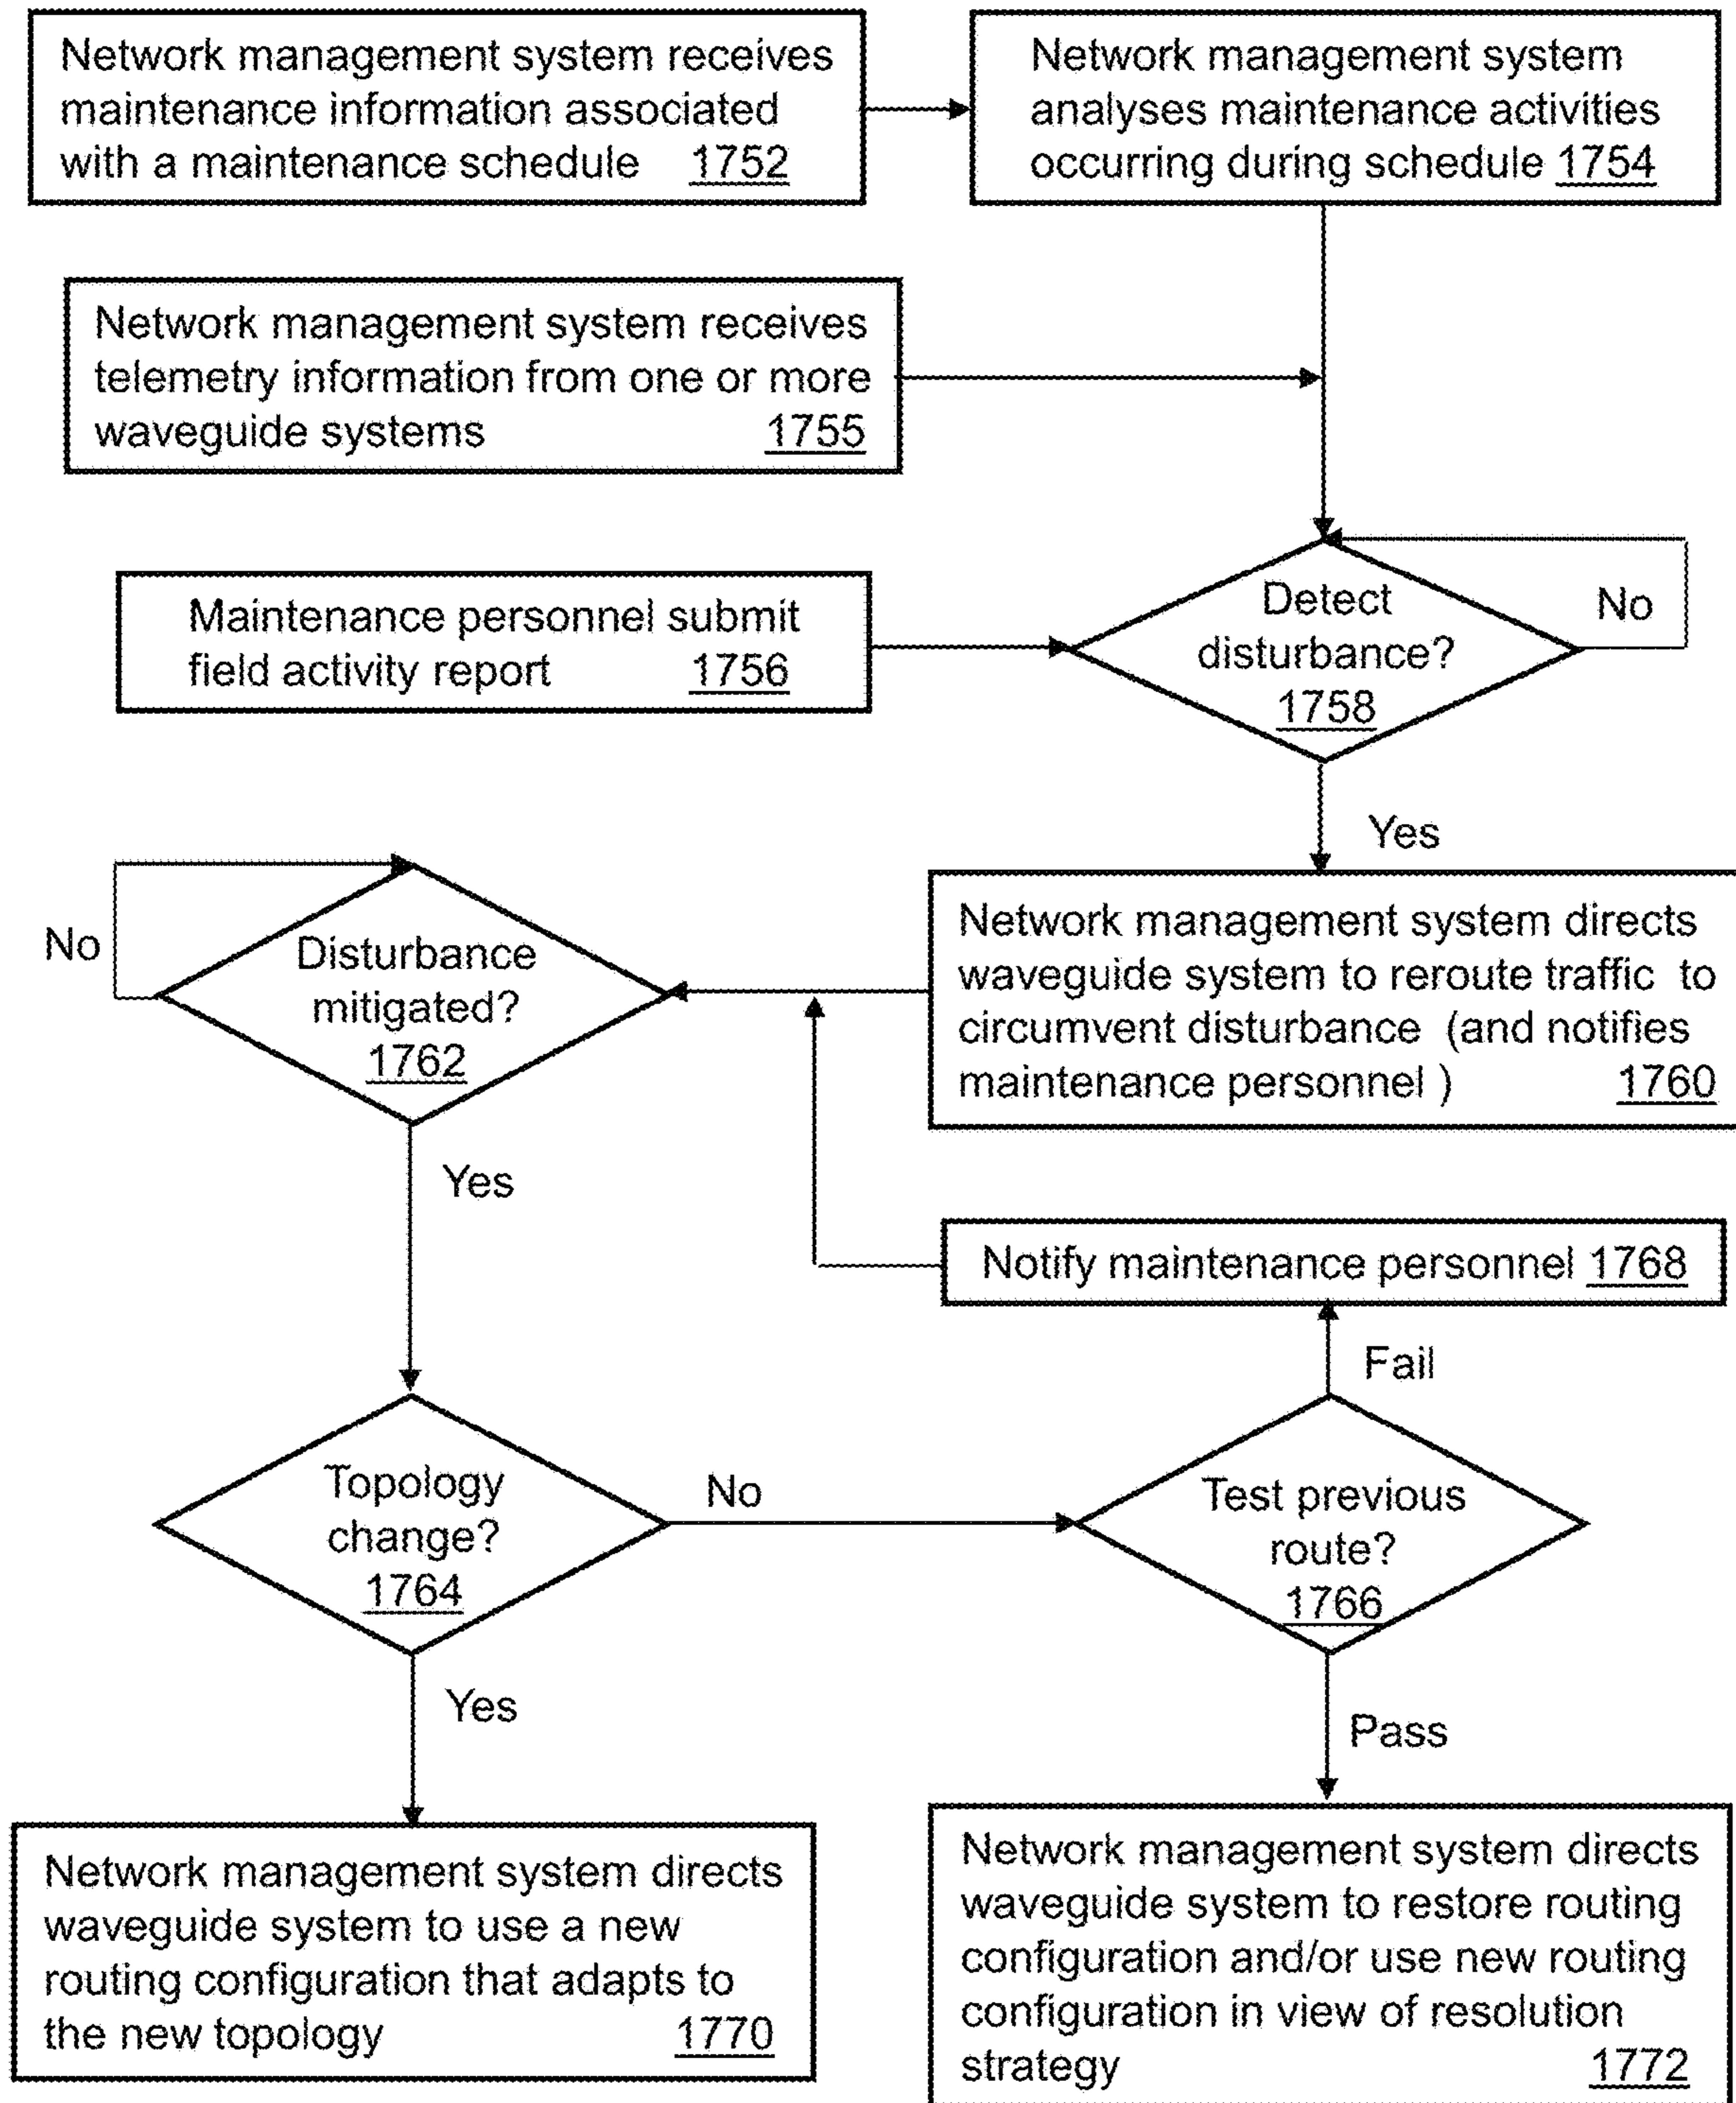 Network management system receives
maintenance information associated
with a maintenance schedule 1752
Network management system
analyses maintenance activities
occurring during schedule 1754
Network management system receives
telemetry information from one or more
waveguide systems 1755
Maintenance personnel submit
field activity report 1756
Detect
disturbance?
1758
No
Yes
Network management system directs
waveguide system to reroute traffic to
circumvent disturbance (and notifies
maintenance personnel ) 1760
No
Disturbance
mitigated?
1762
Yes
Notify maintenance personnel 1768
Fail
Topology
change?
1764
No
Test previous
route?
1766
Yes
Pass
Network management system directs
waveguide system to use a new
routing configuration that adapts to
the new topology 1770
Network management system directs
waveguide system to restore routing
configuration and/or use new routing
configuration in view of resolution
strategy 1772